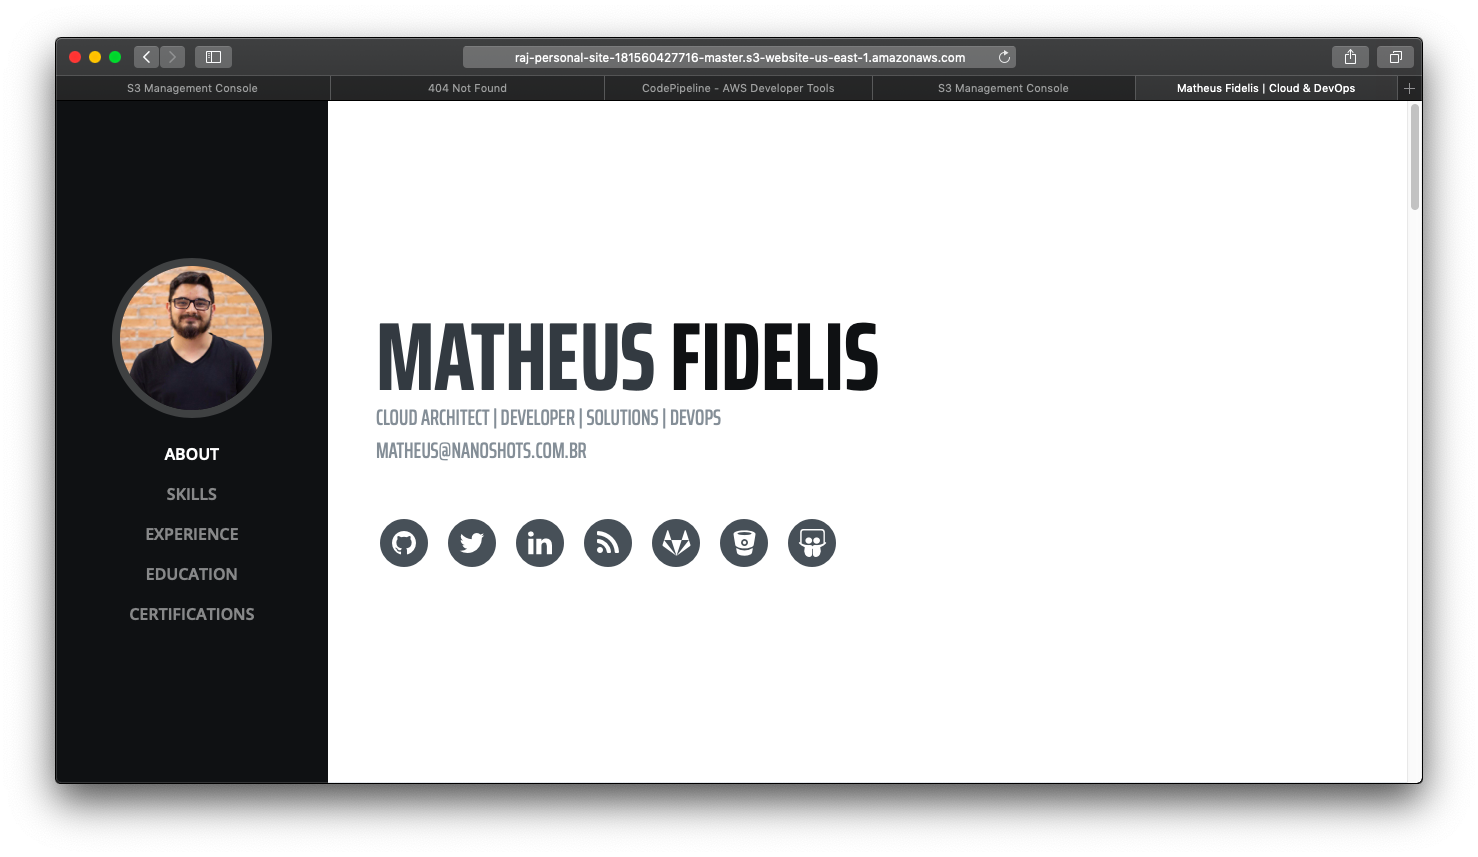 raj-personal-site-181560427716-master.s3-website-us-east-1.amazonaws.com
S3 Management Console
404 Not Found
CodePipeline - AWS Developer Tools
S3 Management Console
Matheus Fidelis | Cloud & DevOps
ABOUT
SKILLS
EXPERIENCE
EDUCATION
CERTIFICATIONS
MATHEUS FIDELIS
CLOUD ARCHITECT | DEVELOPER | SOLUTIONS | DEVOPS
MATHEUS@NANOSHOTS.COM.BR
in